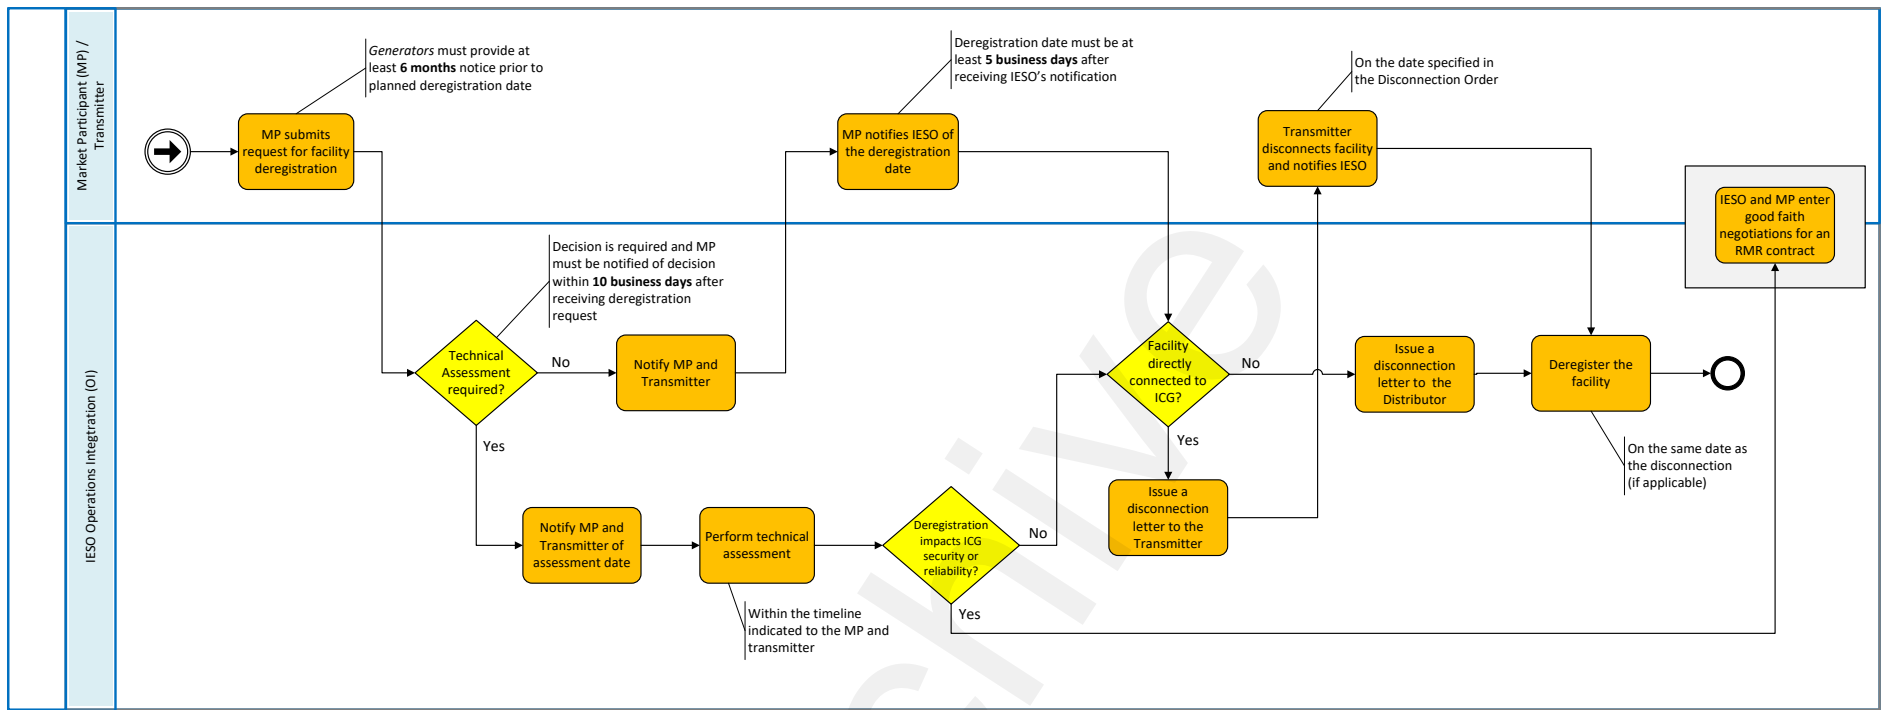 Market Participant (MP) /
Transmitter
Generators must provide at
least 6 months notice prior to
planned deregistration date
MP submits
request for facility
deregistration
Deregistration date must be at
least 5 business days after
receiving IESO's notification
MP notifies IESO of
the deregistration
date
On the date specified in
the Disconnection Order
Transmitter
disconnects facility
and notifies IESO
IESO and MP enter
good faith
negotiations for an
RMR contract
IESO Operations Integtration (OI)
Decision is required and MP
must be notified of decision
within 10 business days after
receiving deregistration
request
Technical
Assessment
required?
No
Notify MP and
Transmitter
Yes
Notify MP and
Transmitter of
assessment date
Perform technical
assessment
Within the timeline
indicated to the MP and
transmitter
Deregistration
impacts ICG
security or
reliability?
No
Yes
Facility
directly
connected to
ICG?
No
Yes
Issue a
disconnection
letter to the
Transmitter
Issue a
disconnection
letter to the
Distributor
Deregister the
facility
On the same date as
the disconnection
(if applicable)
chive